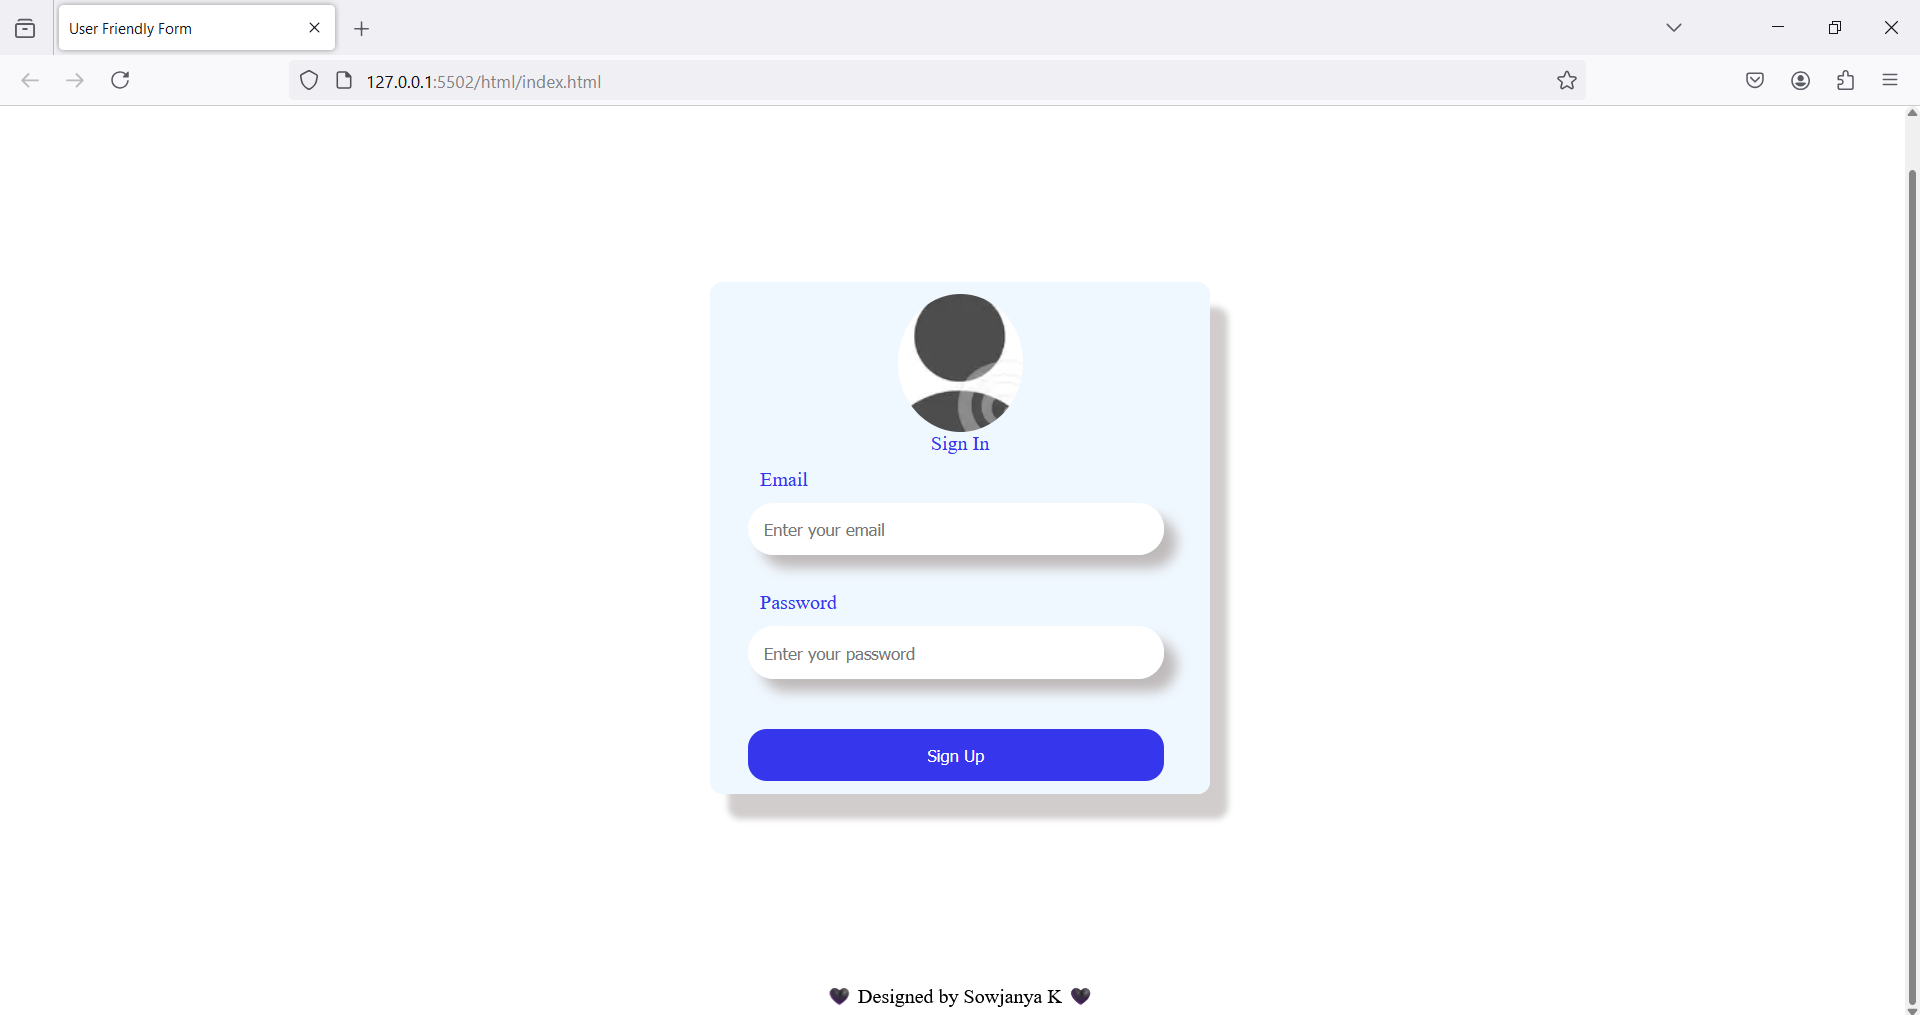 User Friendly Form
127.0.0.1:5502/html/index.html
Sign In
Email
Enter your email
Password
Enter your password
Sign Up
🖤 Designed by Sowjanya K 🖤